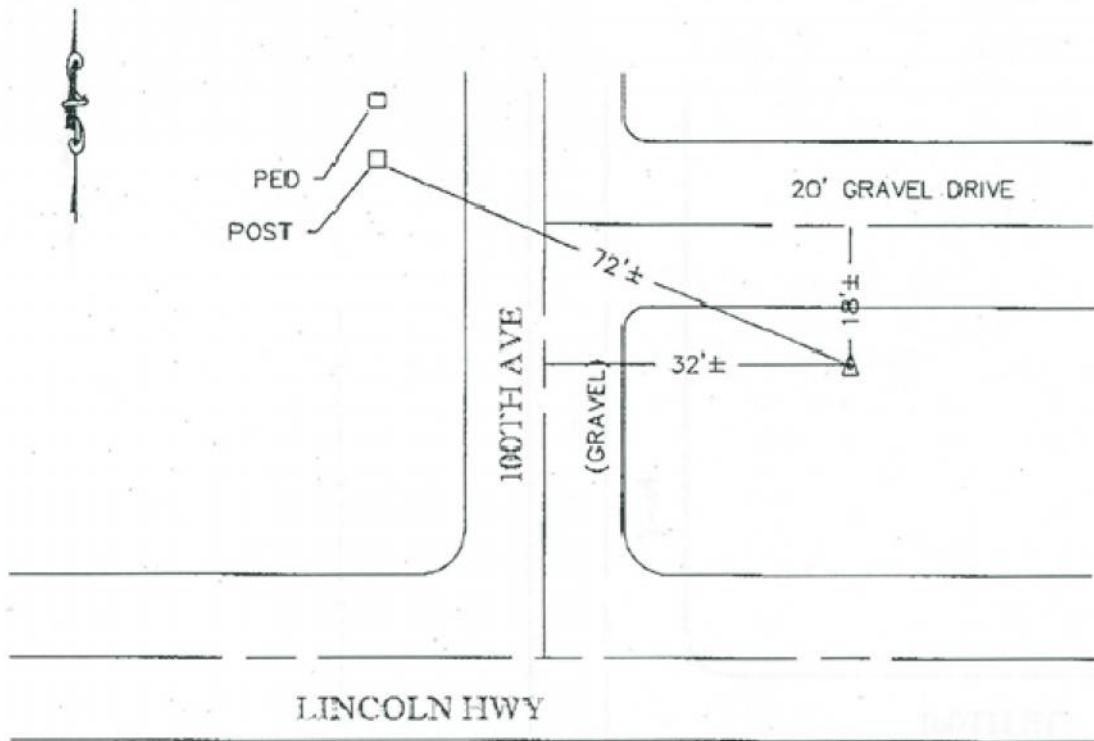 PED
20' GRAVEL DRIVE
POST
72'±
18'±
100TH AVE
32'±
(GRAVEL)
LINCOLN HWY